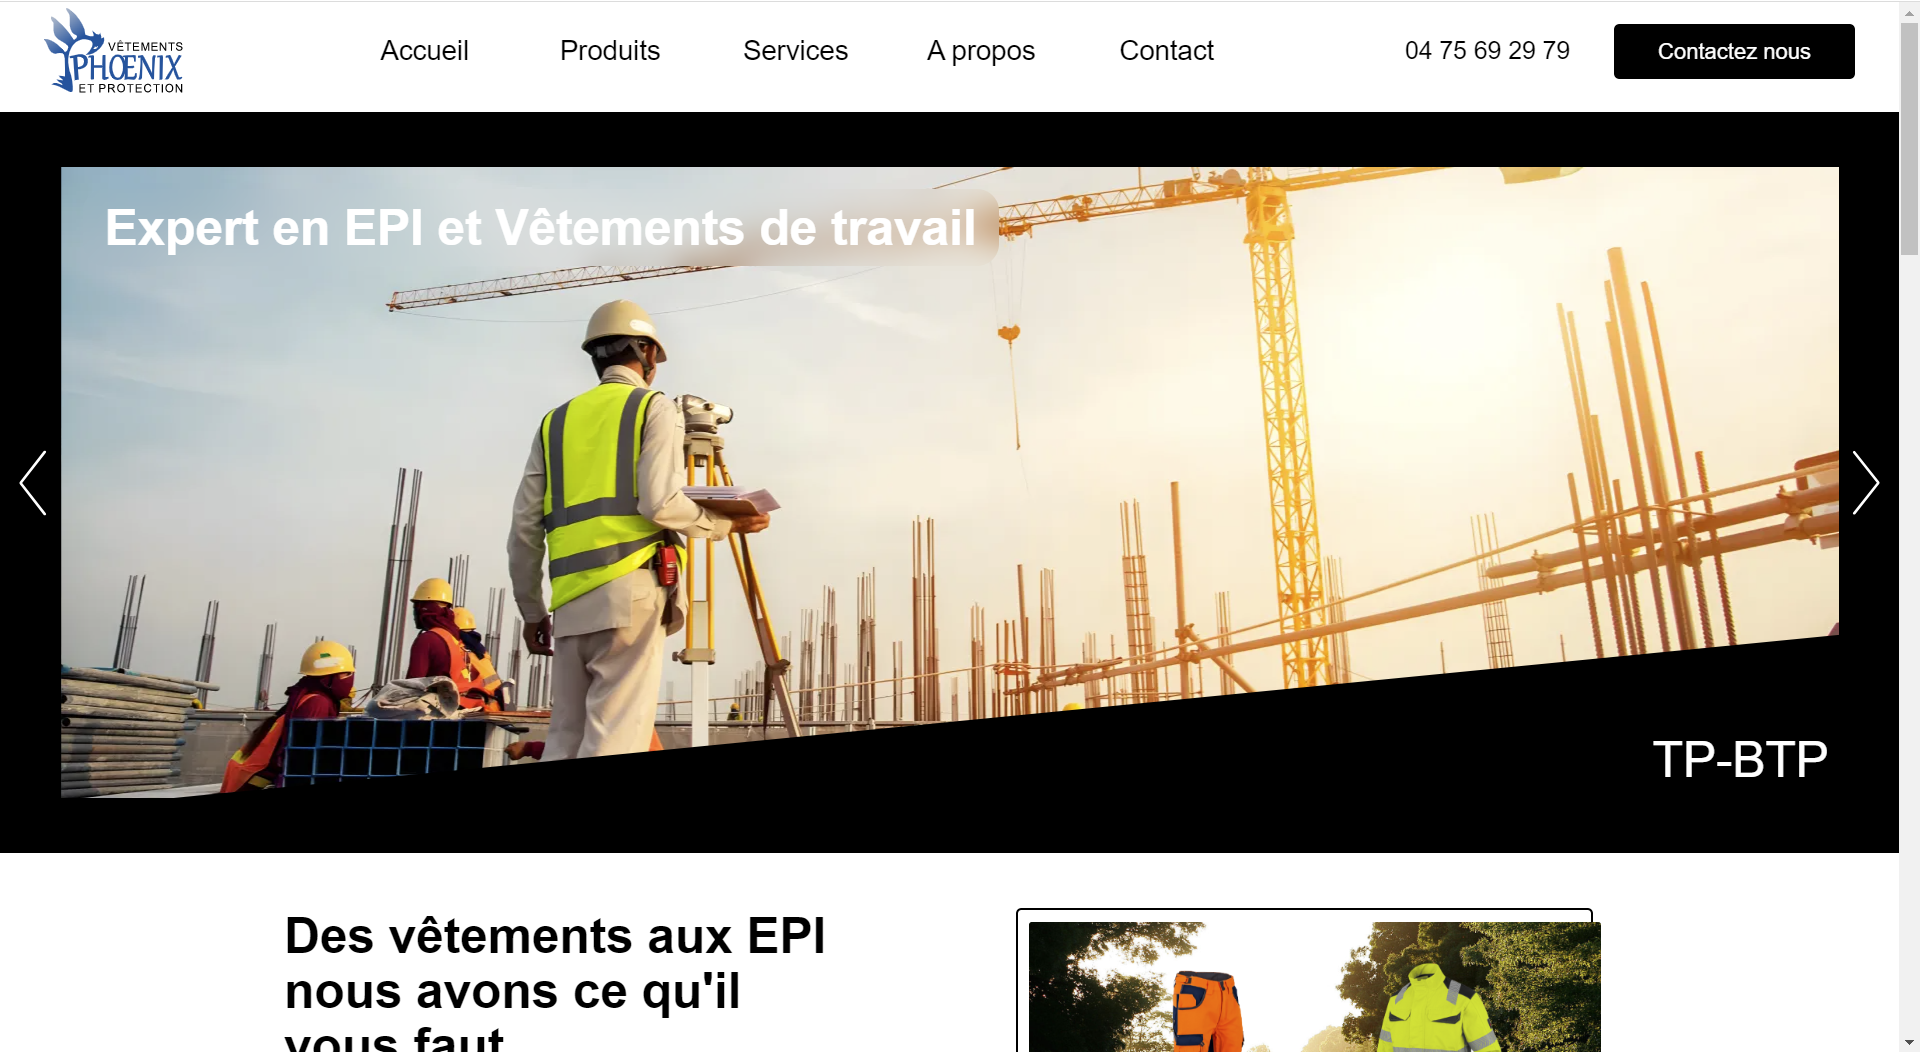 VÊTEMENTS
PHŒNIX
ET PROTECTION
Accueil
Produits
Services
A propos
Contact
04 75 69 29 79
Contactez nous
Expert en EPI et Vêtements de travail
TP-BTP
Des vêtements aux EPI
nous avons ce qu'il
vous faut